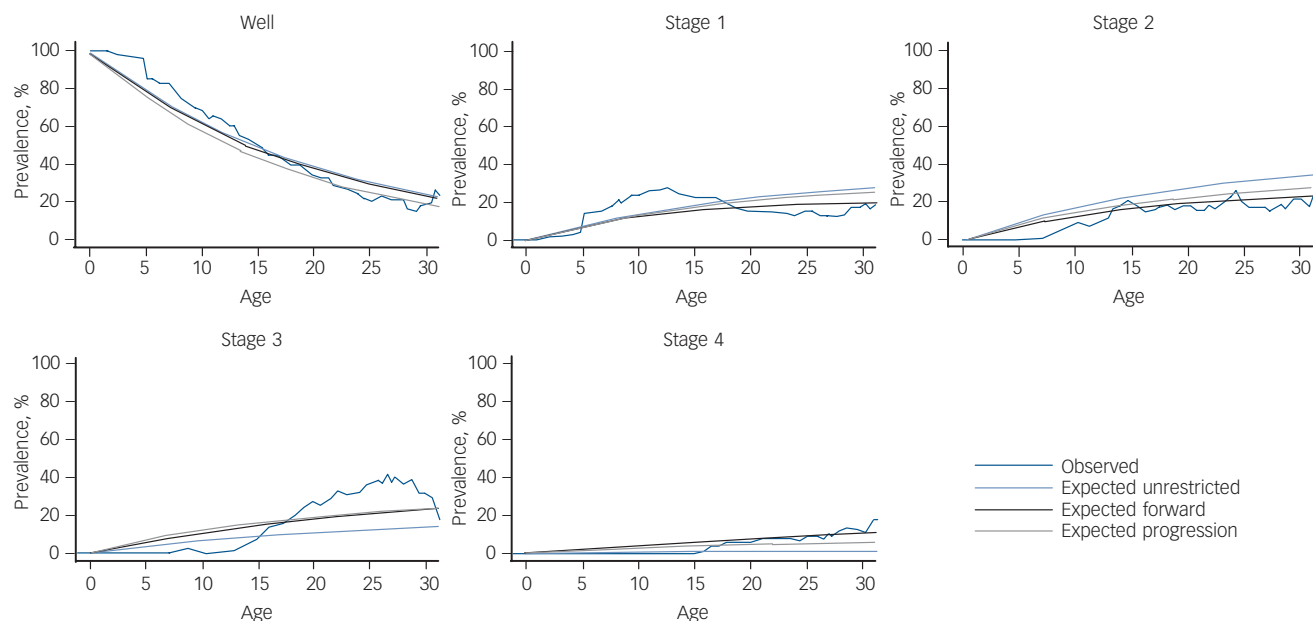 Well
Prevalence, %
100
80
60
40
20
0
0 5 10 15 20 25 30
Age
Stage 1
Prevalence, %
100
80
60
40
20
0
0 5 10 15 20 25 30
Age
Stage 2
Prevalence, %
100
80
60
40
20
0
0 5 10 15 20 25 30
Age
Stage 3
Prevalence, %
100
80
60
40
20
0
0 5 10 15 20 25 30
Age
Stage 4
Prevalence, %
100
80
60
40
20
0
0 5 10 15 20 25 30
Age
Observed
Expected unrestricted
Expected forward
Expected progression